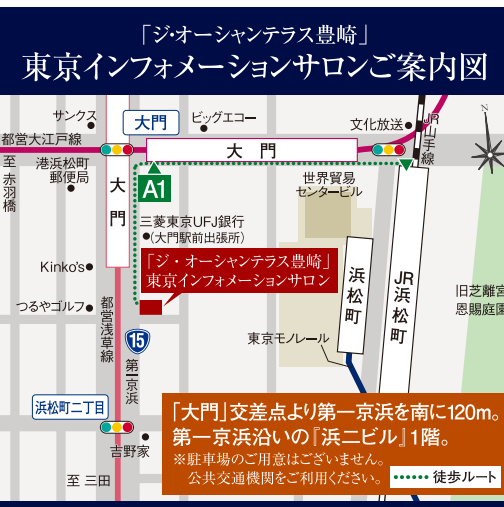 「ジ・オーシャンテラス豊崎」
東京インフォメーションサロンご案内図
サンクス
大門
ビッグエコー
文化放送
JR山手線
Z
都営大江戸線
大 門
至 赤羽橋
港浜松町
郵便局
大門
A1
世界貿易
センタービル
三菱東京UFJ銀行
(大門駅前出張所)
「ジ・オーシャンテラス豊崎」
東京インフォメーションサロン
Kinko's
つるやゴルフ
都営浅草線
15
第一京浜
浜松町
JR浜松町
旧芝離宮
恩賜庭園
東京モノレール
浜松町二丁目
吉野家
至 三田
「大門」交差点より第一京浜を南に120m。
第一京浜沿いの『浜二ビル』1階。
※駐車場のご用意はございません。
公共交通機関をご利用ください。
徒歩ルート